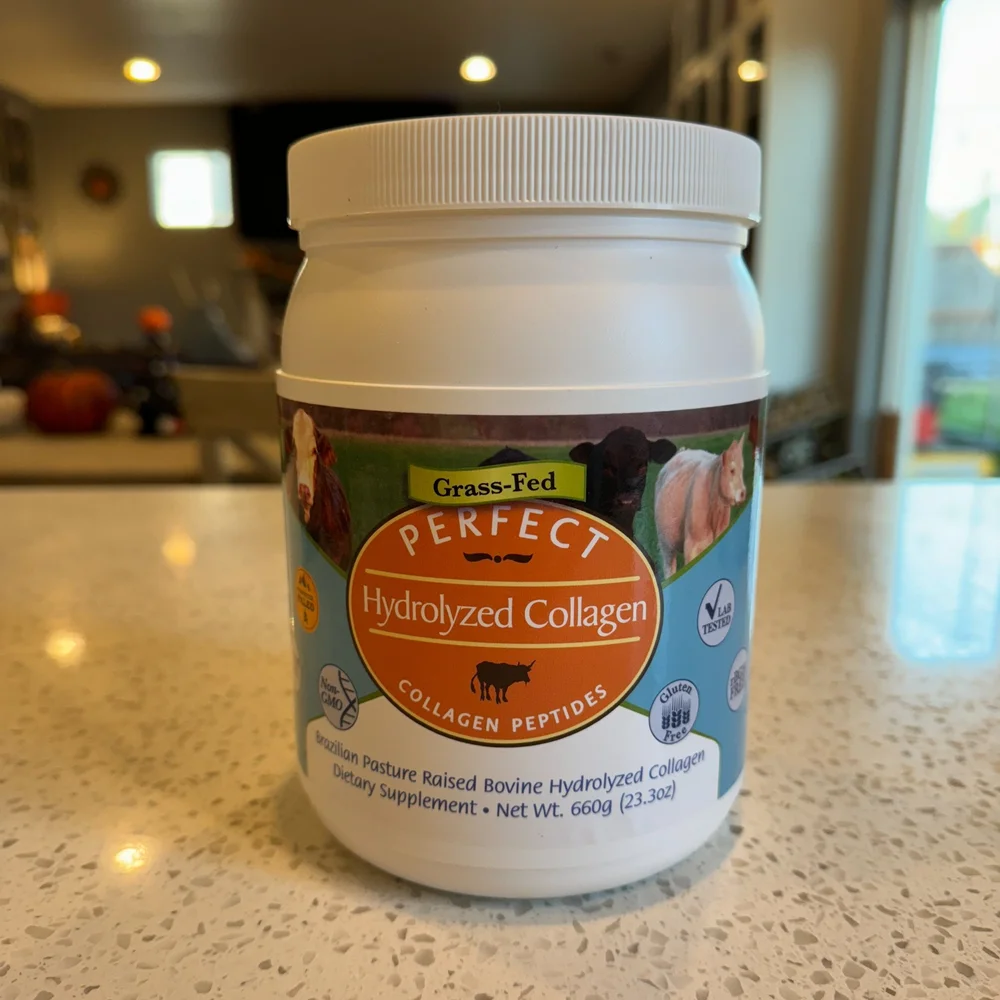 Grass-Fed
PERFECT
Hydrolyzed Collagen
COLLAGEN PEPTIDES
LAB
TESTED
Non-
GMO
Gluten
Free
Brazilian Pasture Raised Bovine Hydrolyzed Collagen
Dietary Supplement • Net Wt. 660g (23.3oz)